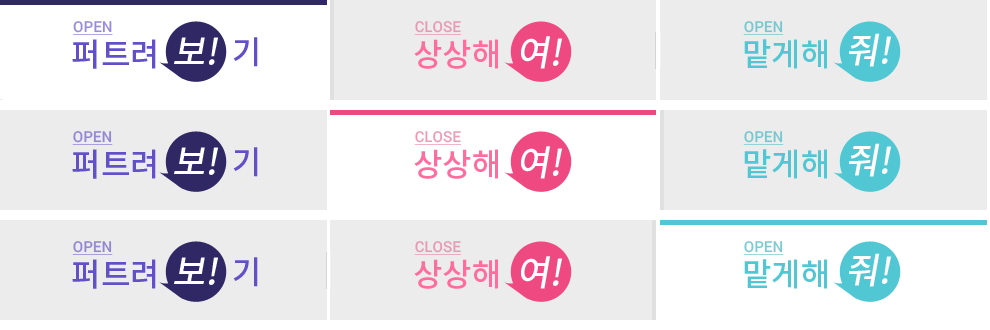 OPEN
퍼트려 보! 기
CLOSE
상상해 여!
OPEN
맡게해 줘!
OPEN
퍼트려 보! 기
CLOSE
상상해 여!
OPEN
맡게해 줘!
OPEN
퍼트려 보! 기
CLOSE
상상해 여!
OPEN
맡게해 줘!